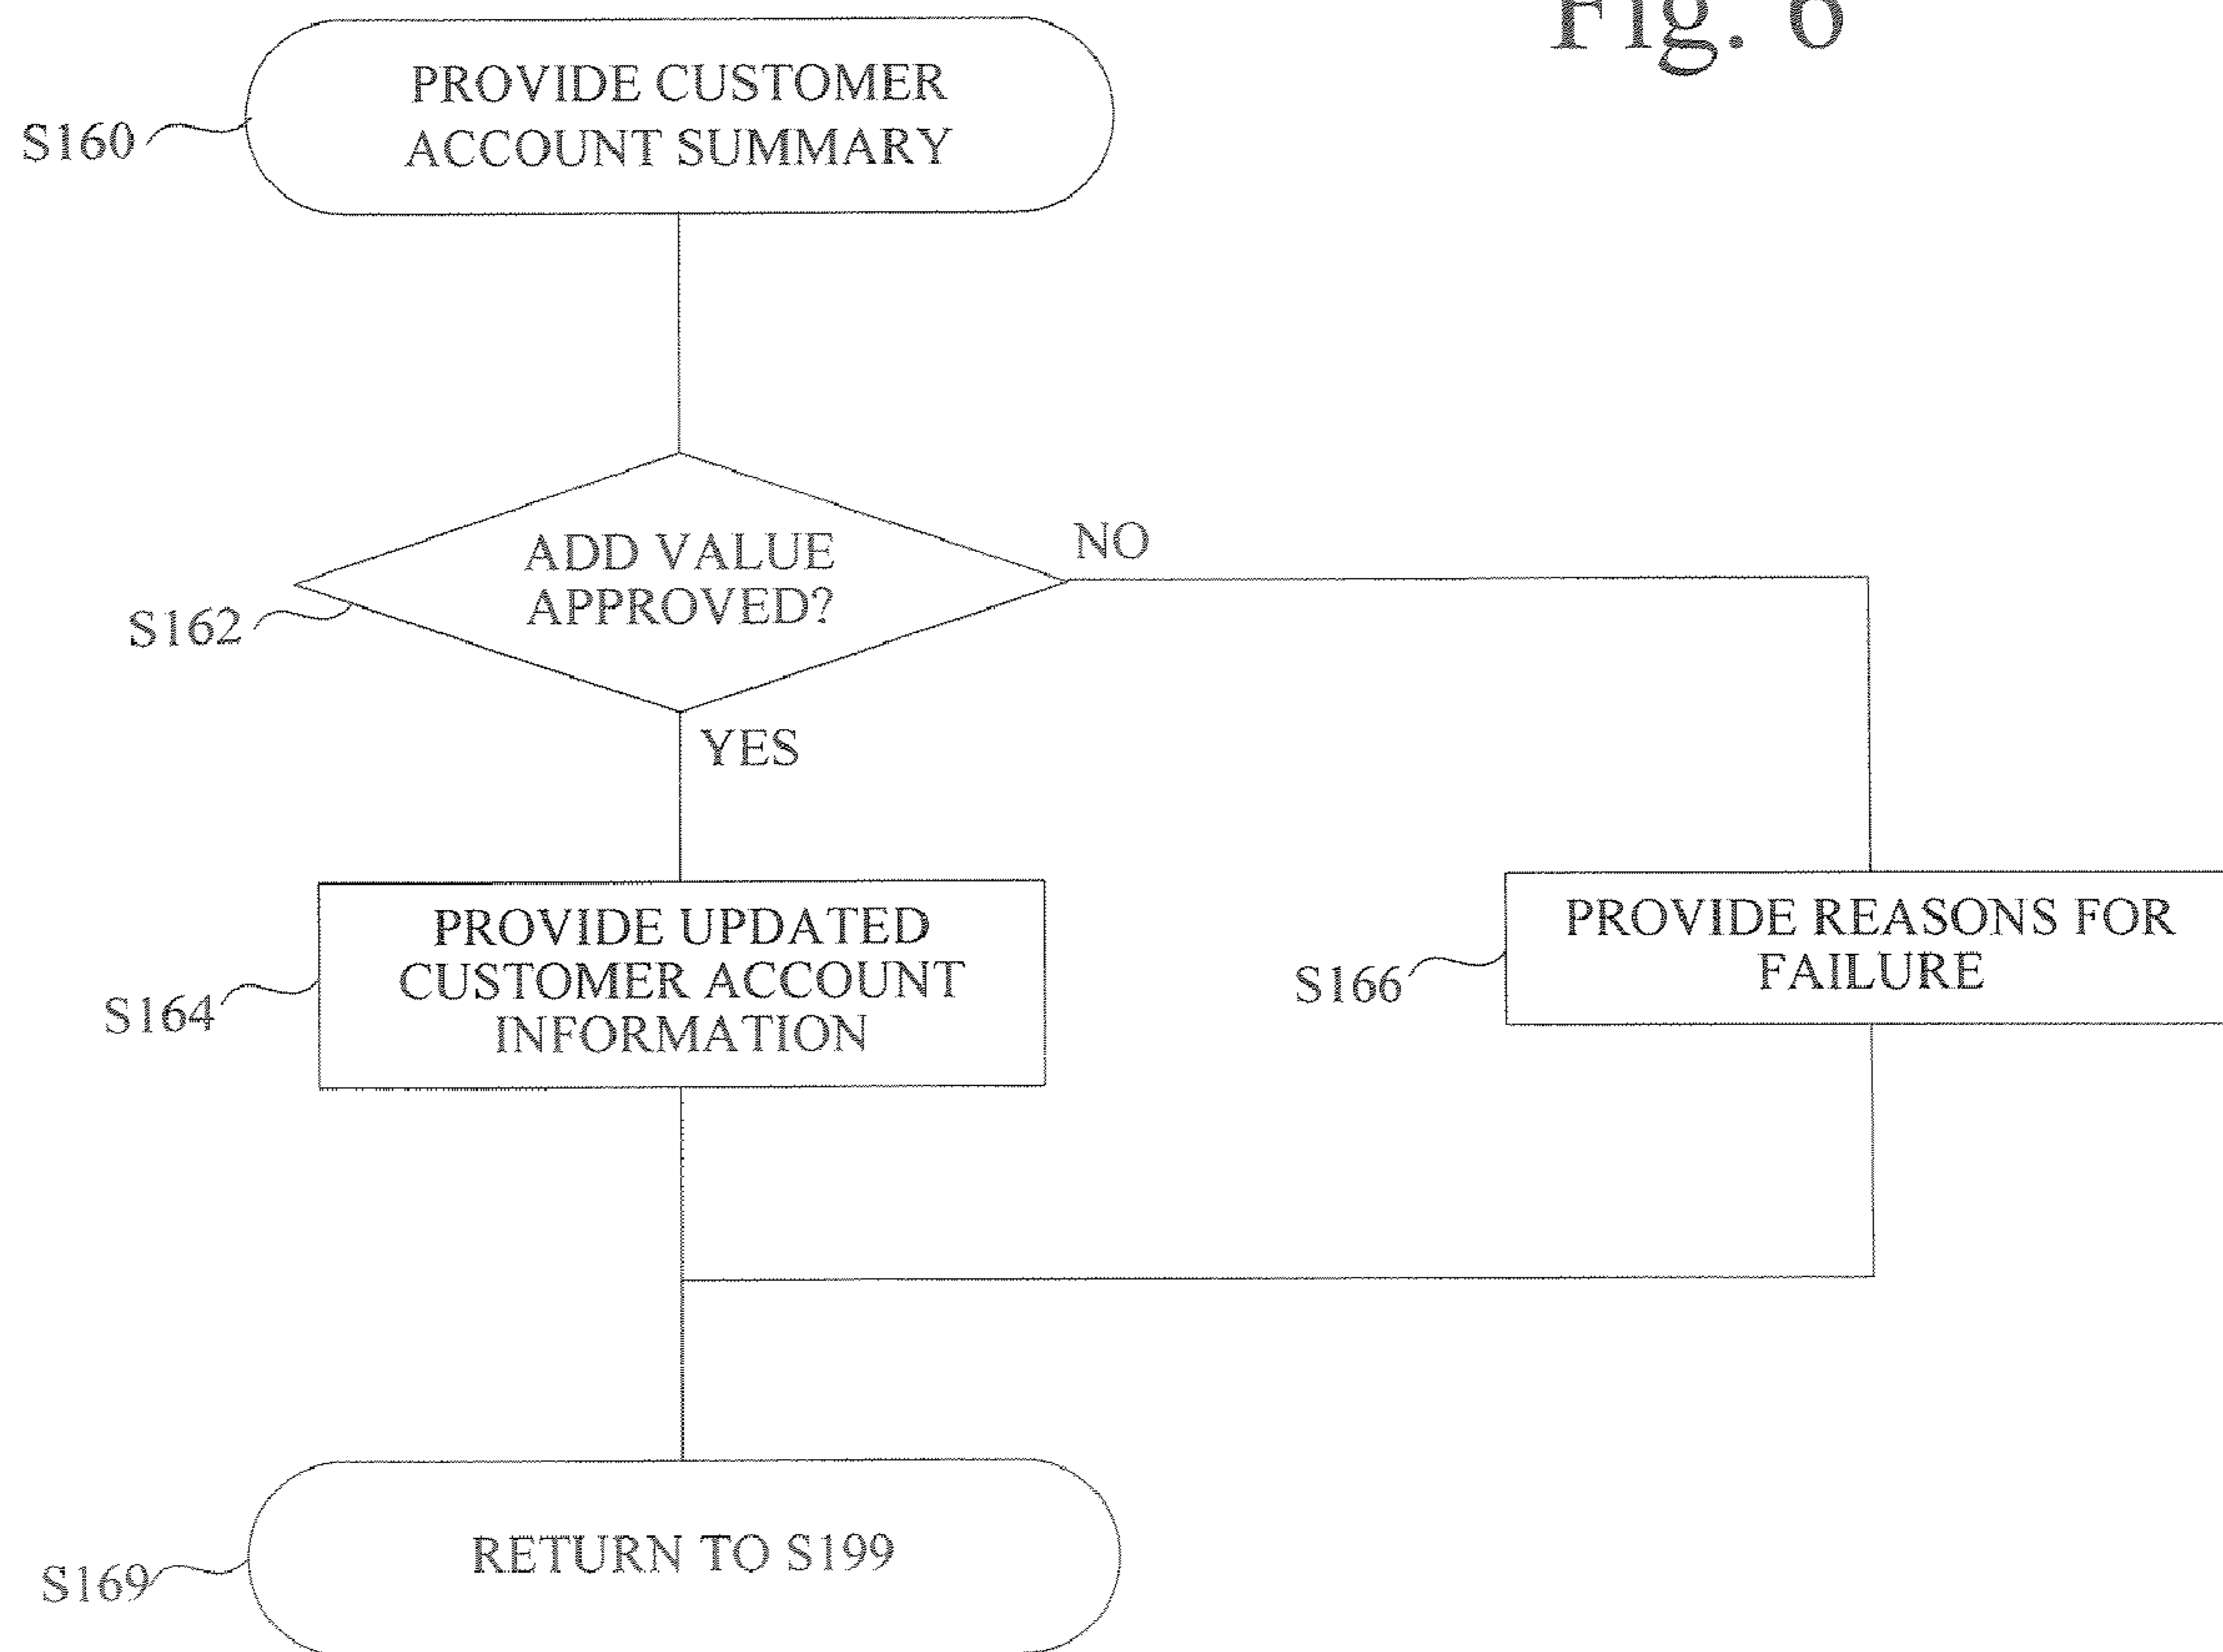 Fig. 6
PROVIDE CUSTOMER
ACCOUNT SUMMARY
S160
ADD VALUE
APPROVED?
NO
S162
YES
PROVIDE UPDATED
CUSTOMER ACCOUNT
INFORMATION
S164
PROVIDE REASONS FOR
FAILURE
S166
RETURN TO S199
S169